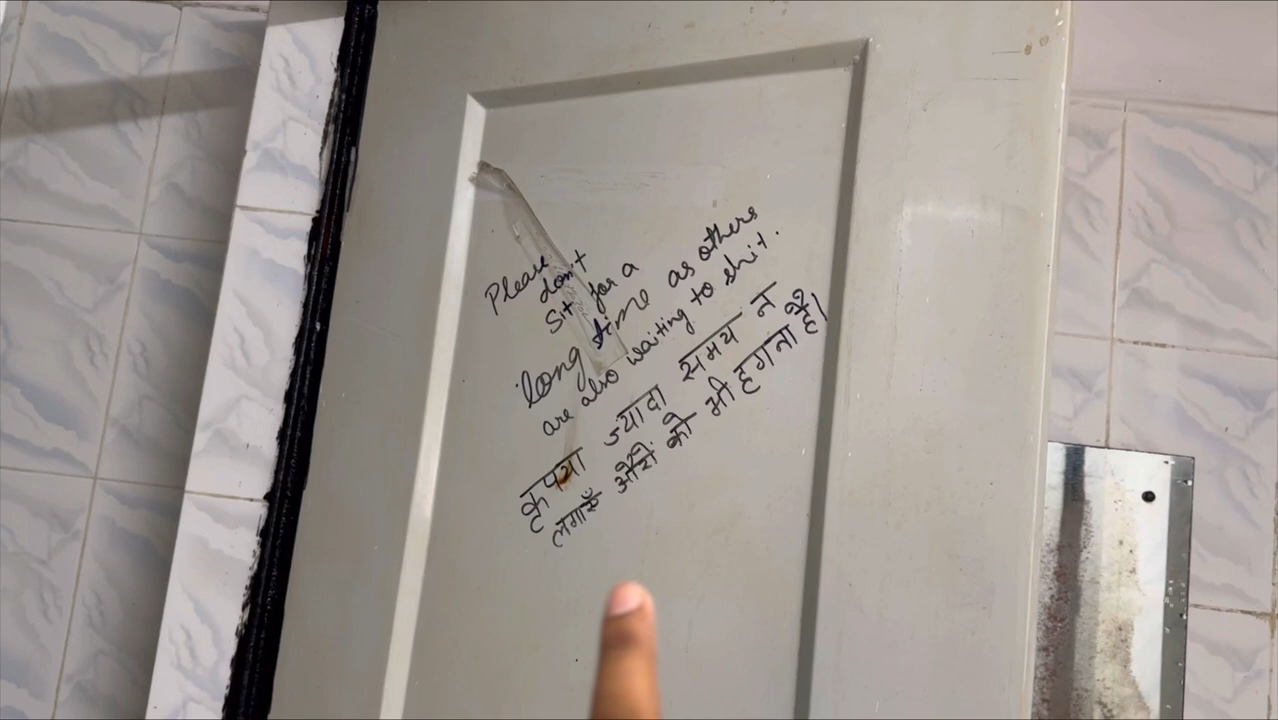 Please
don't
Sit for a
long time as others
are also waiting to shit.
कृपया ज्यादा समय न
लगाऐं औरों को भी हगना है।